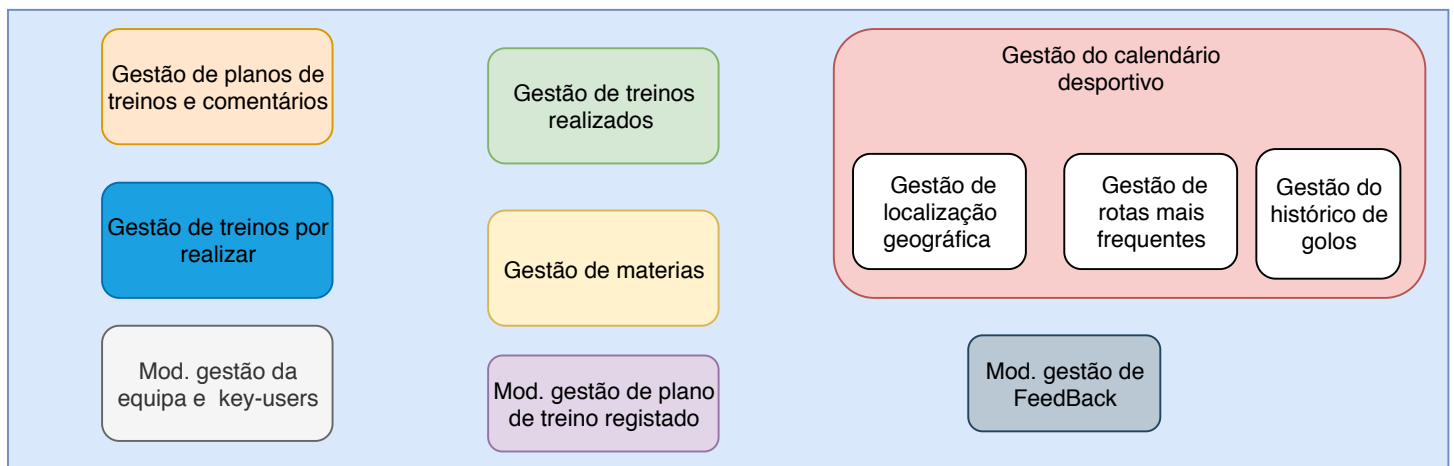 Gestão de planos de
treinos e comentários
Gestão de treinos
realizados
Gestão do calendário
desportivo
Gestão de
localização
geográfica
Gestão de
rotas mais
frequentes
Gestão do
histórico de
golos
Gestão de treinos por
realizar
Gestão de materias
Mod. gestão da
equipa e key-users
Mod. gestão de plano
de treino registado
Mod. gestão de
FeedBack